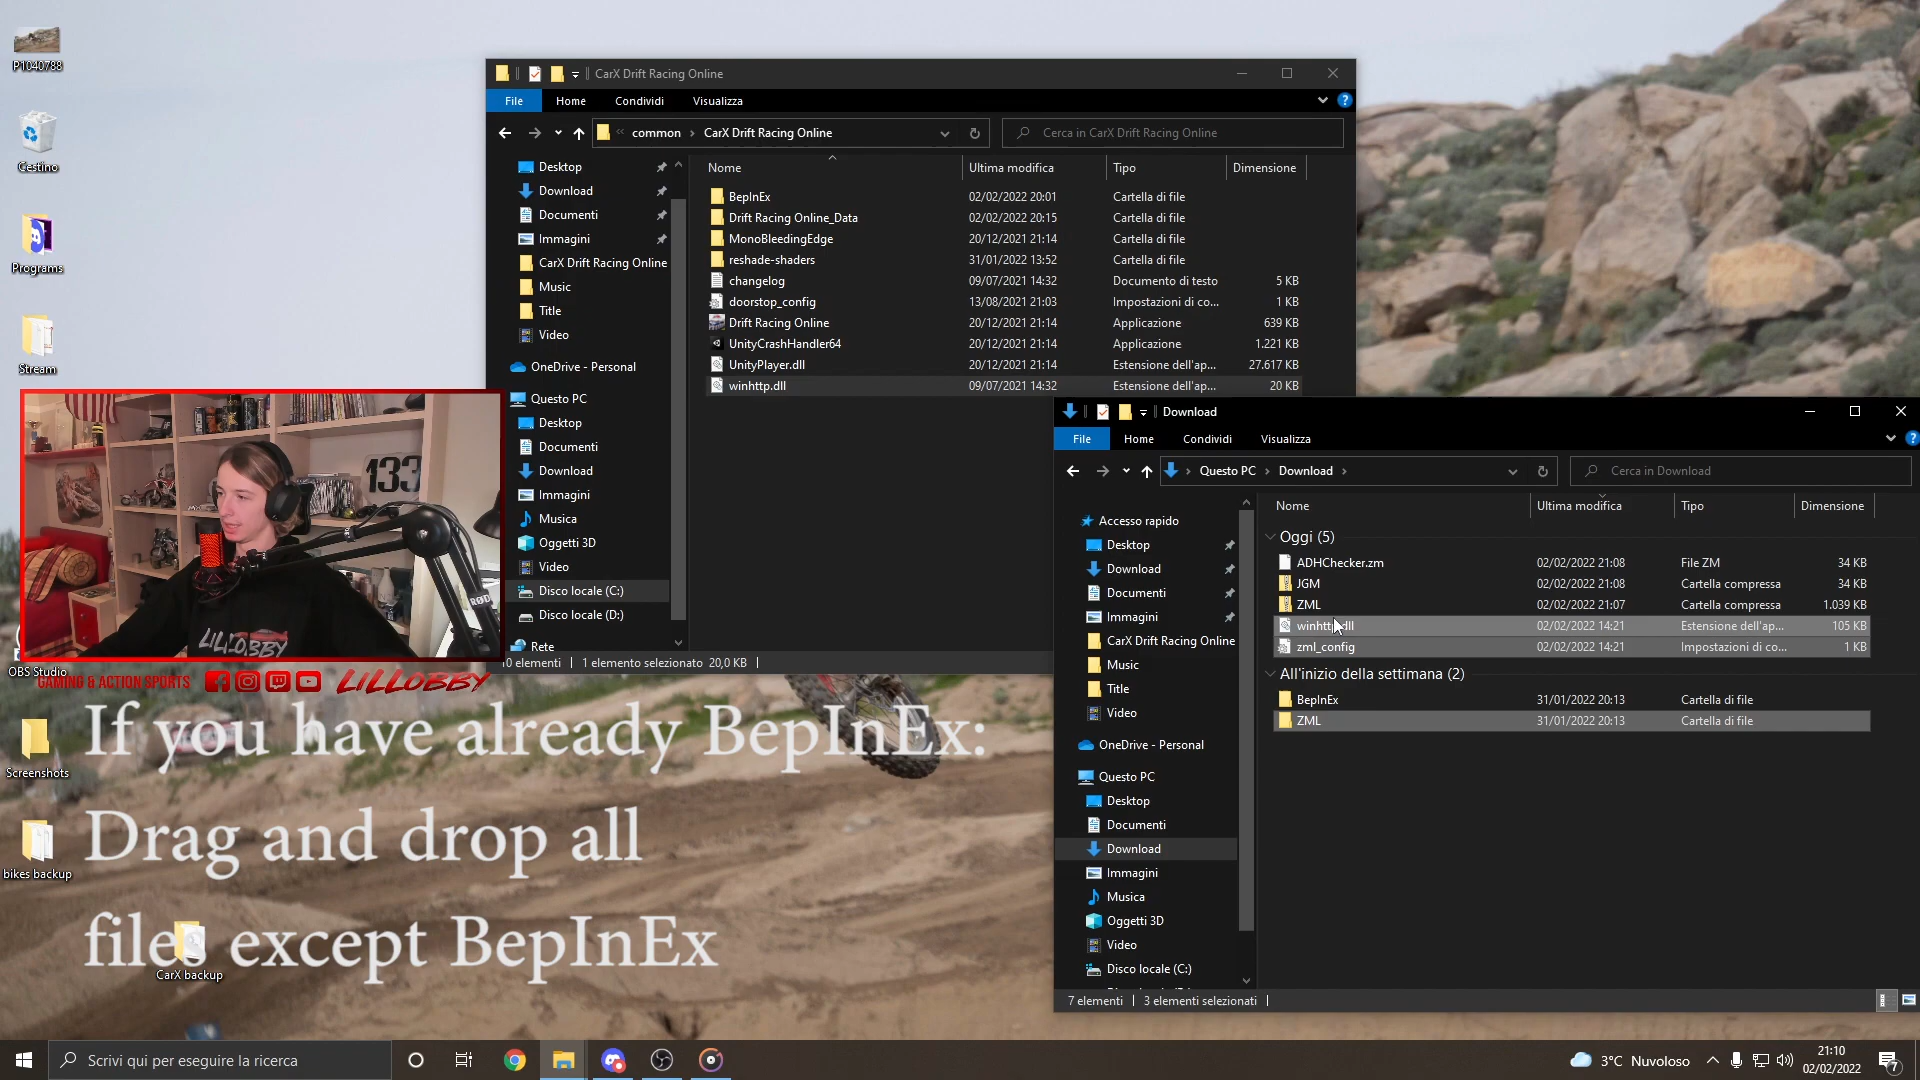 P1040788
Cestino
Programs
Stream
OBS Studio
Screenshots
bikes backup
CarX backup
CarX Drift Racing Online
File Home Condividi Visualizza
common › CarX Drift Racing Online
Cerca in CarX Drift Racing Online
Desktop
Download
Documenti
Immagini
CarX Drift Racing Online
Music
Title
Video
OneDrive - Personal
Questo PC
Desktop
Documenti
Download
Immagini
Musica
Oggetti 3D
Video
Disco locale (C:)
Disco locale (D:)
Rete
Nome Ultima modifica Tipo Dimensione
BepInEx 02/02/2022 20:01 Cartella di file
Drift Racing Online_Data 02/02/2022 20:15 Cartella di file
MonoBleedingEdge 20/12/2021 21:14 Cartella di file
reshade-shaders 31/01/2022 13:52 Cartella di file
changelog 09/07/2021 14:32 Documento di testo 5 KB
doorstop_config 13/08/2021 21:03 Impostazioni di co... 1 KB
Drift Racing Online 20/12/2021 21:14 Applicazione 639 KB
UnityCrashHandler64 20/12/2021 21:14 Applicazione 1.221 KB
UnityPlayer.dll 20/12/2021 21:14 Estensione dell'ap... 27.617 KB
winhttp.dll 09/07/2021 14:32 Estensione dell'ap... 20 KB
0 elementi 1 elemento selezionato 20,0 KB
Download
File Home Condividi Visualizza
Questo PC › Download ›
Cerca in Download
Accesso rapido
Desktop
Download
Documenti
Immagini
CarX Drift Racing Online
Music
Title
Video
OneDrive - Personal
Questo PC
Desktop
Documenti
Download
Immagini
Musica
Oggetti 3D
Video
Disco locale (C:)
Nome Ultima modifica Tipo Dimensione
Oggi (5)
ADHChecker.zm 02/02/2022 21:08 File ZM 34 KB
JGM 02/02/2022 21:08 Cartella compressa 34 KB
ZML 02/02/2022 21:07 Cartella compressa 1.039 KB
winhttp.dll 02/02/2022 14:21 Estensione dell'ap... 105 KB
zml_config 02/02/2022 14:21 Impostazioni di co... 1 KB
All'inizio della settimana (2)
BepInEx 31/01/2022 20:13 Cartella di file
ZML 31/01/2022 20:13 Cartella di file
7 elementi 3 elementi selezionati
133
LILLOBBY
RØDE
GAMING & ACTION SPORTS LILLOBBY
If you have already BepInEx:
Drag and drop all
files except BepInEx
Scrivi qui per eseguire la ricerca
3°C Nuvoloso
21:10
02/02/2022
7